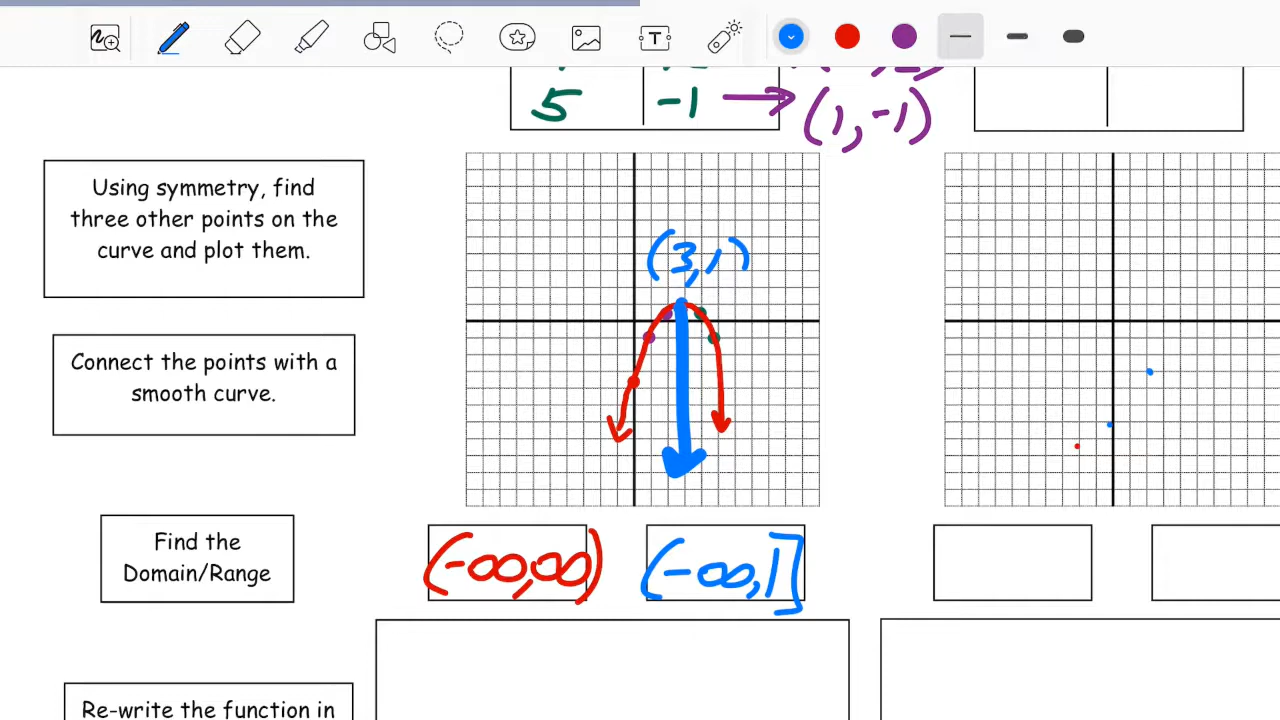 T
5
-1
(1,-1)
Using symmetry, find
three other points on the
curve and plot them.
(3,1)
Connect the points with a
smooth curve.
Find the
Domain/Range
(-∞,∞)
(-∞,1]
Re-write the function in